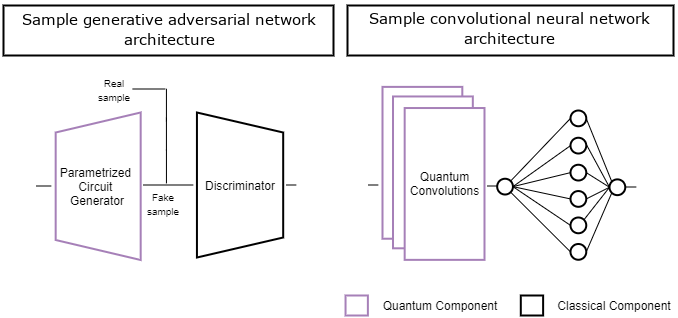 Sample generative adversarial network
architecture
Sample convolutional neural network
architecture
Real
sample
Parametrized
Circuit
Generator
Fake
sample
Discriminator
Quantum
Convolutions
Quantum Component
Classical Component